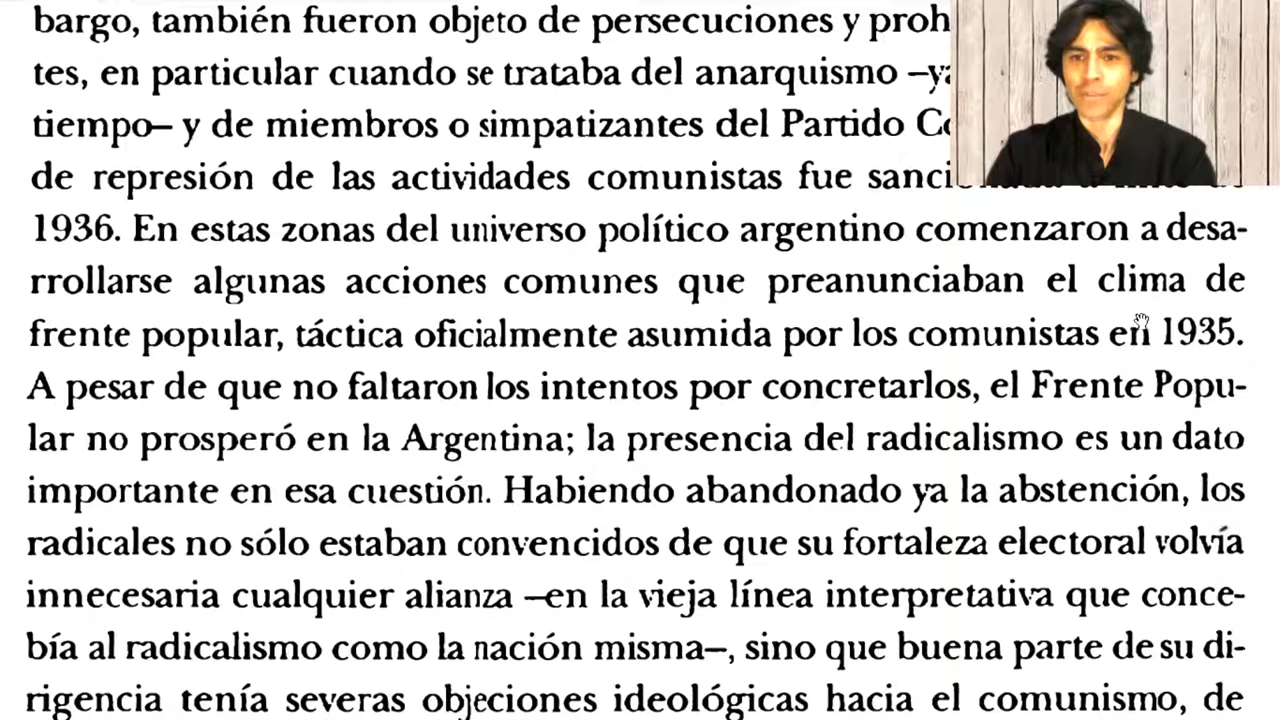 bargo, también fueron objeto de persecuciones y proh
tes, en particular cuando se trataba del anarquismo –ya
tiempo– y de miembros o simpatizantes del Partido Co
de represión de las actividades comunistas fue sanci
1936. En estas zonas del universo político argentino comenzaron a desa-
rrollarse algunas acciones comunes que preanunciaban el clima de
frente popular, táctica oficialmente asumida por los comunistas en 1935.
A pesar de que no faltaron los intentos por concretarlos, el Frente Popu-
lar no prosperó en la Argentina; la presencia del radicalismo es un dato
importante en esa cuestión. Habiendo abandonado ya la abstención, los
radicales no sólo estaban convencidos de que su fortaleza electoral volvía
innecesaria cualquier alianza –en la vieja línea interpretativa que conce-
bía al radicalismo como la nación misma–, sino que buena parte de su di-
rigencia tenía severas objeciones ideológicas hacia el comunismo, de